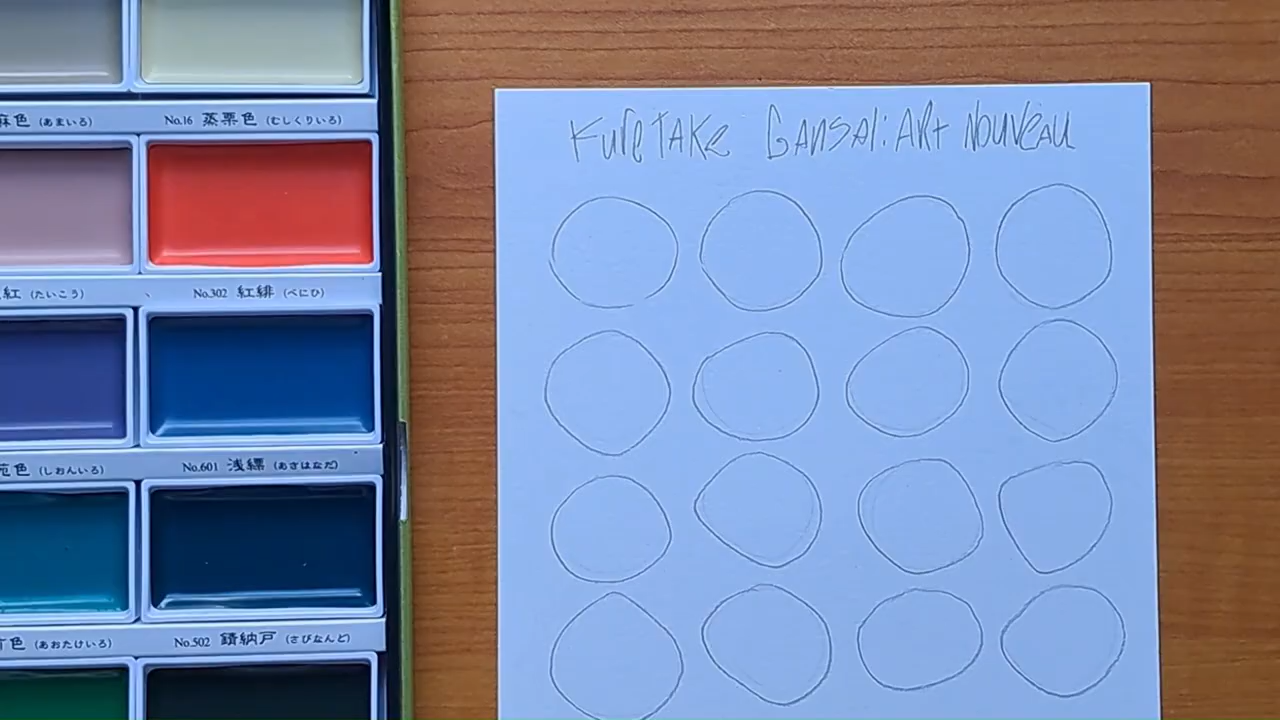 麻色 (あまいろ)
No.16 蒸栗色 (むしくりいろ)
紅 (たいこう)
No.302 紅緋 (べにひ)
苑色 (しおんいろ)
No.601 浅縹 (あさはなだ)
竹色 (あおたけいろ)
No.502 錆納戸 (さびなんど)
KureTAKe GANSAi: ARt NOUVEAU